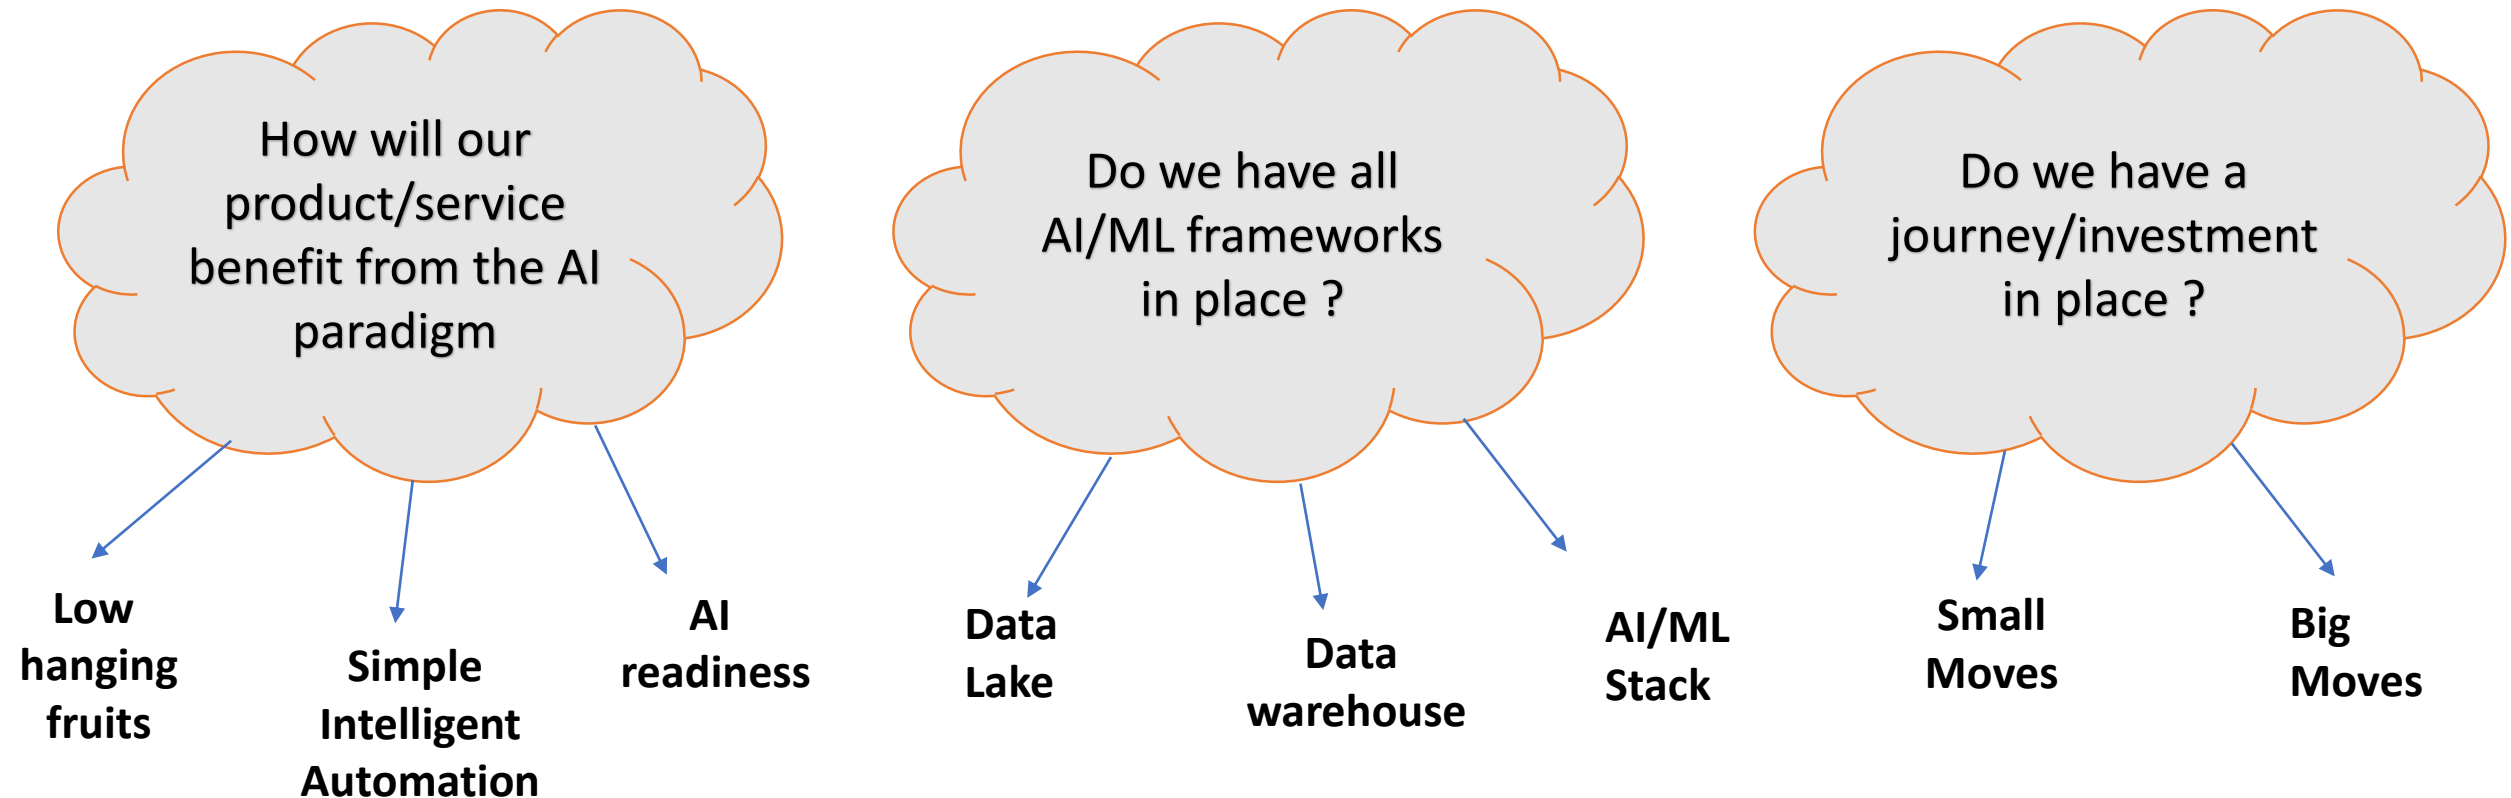 How will our
product/service
benefit from the AI
paradigm
Do we have all
AI/ML frameworks
in place ?
Do we have a
journey/investment
in place ?
Low
hanging
fruits
Simple
Intelligent
Automation
AI
readiness
Data
Lake
Data
warehouse
AI/ML
Stack
Small
Moves
Big
Moves